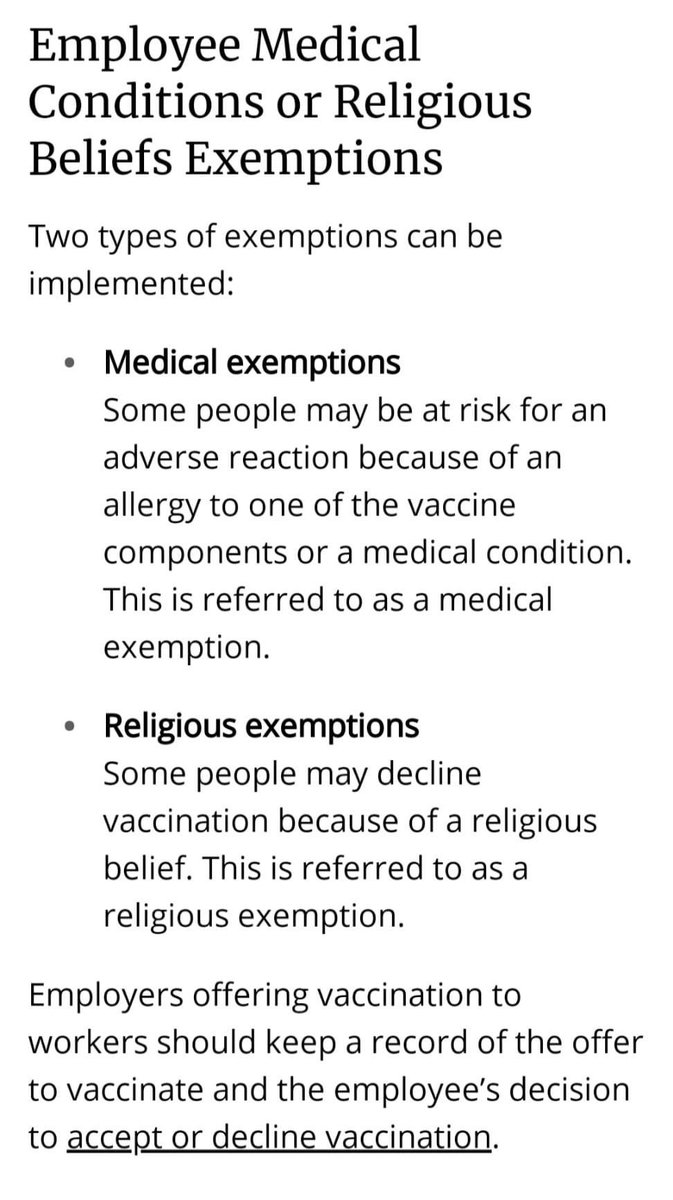 Employee Medical
Conditions or Religious
Beliefs Exemptions
Two types of exemptions can be
implemented:
• Medical exemptions
Some people may be at risk for an
adverse reaction because of an
allergy to one of the vaccine
components or a medical condition.
This is referred to as a medical
exemption.
• Religious exemptions
Some people may decline
vaccination because of a religious
belief. This is referred to as a
religious exemption.
Employers offering vaccination to
workers should keep a record of the offer
to vaccinate and the employee’s decision
to accept or decline vaccination.